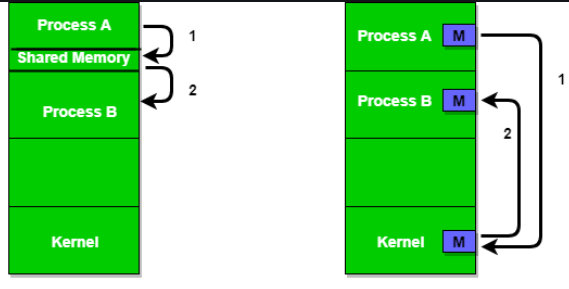 Process A
1
Shared Memory
2
Process B
Kernel
Process A M
1
Process B M
2
Kernel M